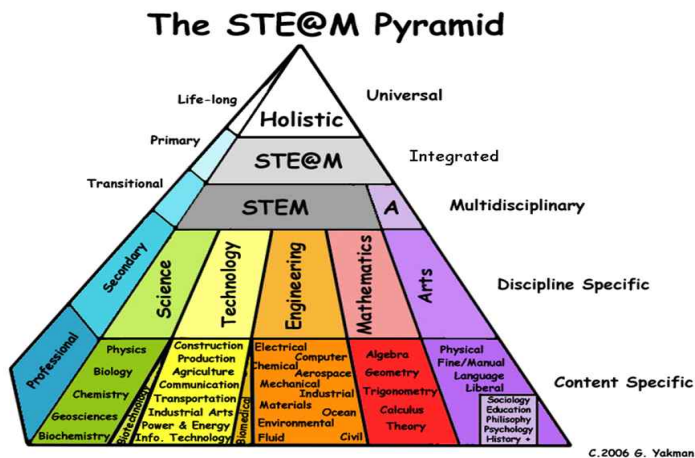 The STE@M Pyramid
Life-long
Holistic
Universal
Primary
STE@M
Integrated
Transitional
STEM
A
Multidisciplinary
Secondary
Science
Technology
Engineering
Mathematics
Arts
Discipline Specific
Professional
Physics
Biology
Chemistry
Geosciences
Biochemistry
Biotechnology
Construction
Production
Agriculture
Communication
Transportation
Industrial Arts
Power & Energy
Info. Technology
Biomedical
Electrical
Computer
Chemical
Aerospace
Mechanical
Industrial
Materials
Ocean
Environmental
Fluid
Civil
Algebra
Geometry
Trigonometry
Calculus
Theory
Physical
Fine/Manual
Language
Liberal
Sociology
Education
Philisophy
Psychology
History +
Content Specific
C.2006 G. Yakman